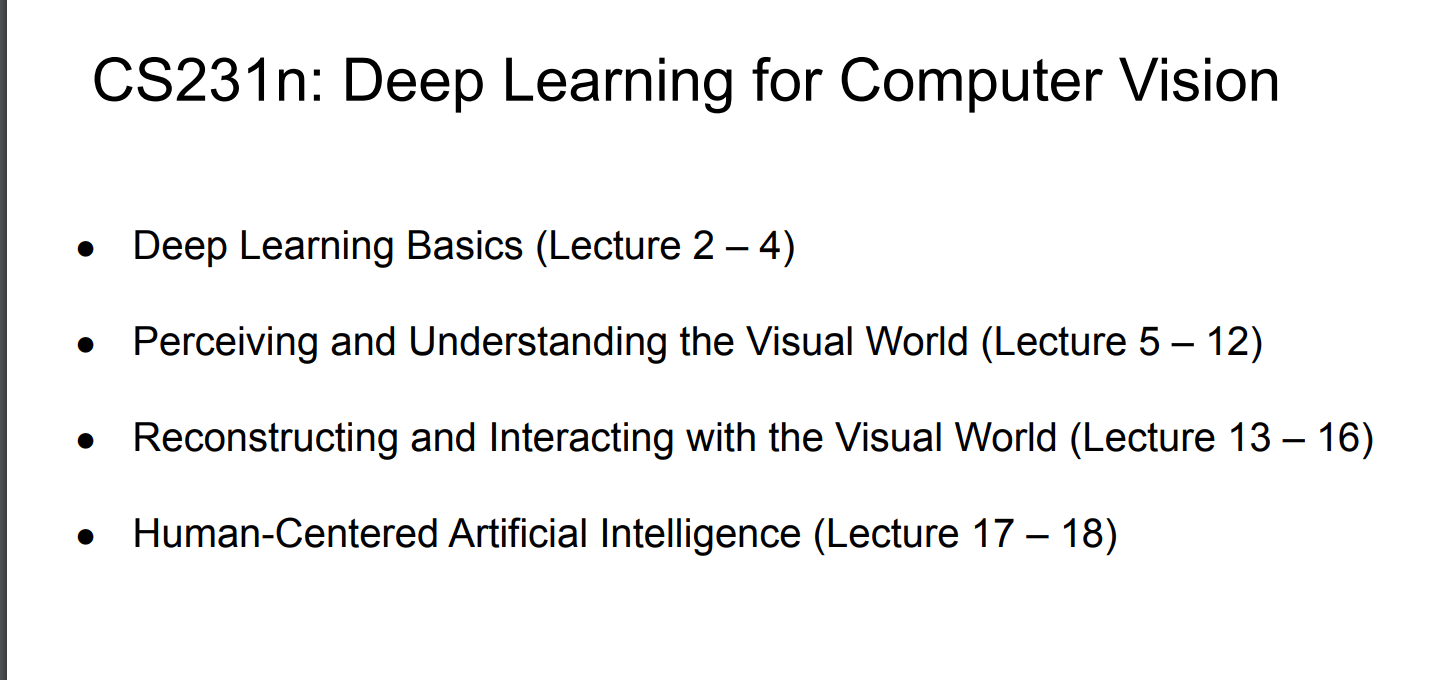 CS231n: Deep Learning for Computer Vision
● Deep Learning Basics (Lecture 2 – 4)
● Perceiving and Understanding the Visual World (Lecture 5 – 12)
● Reconstructing and Interacting with the Visual World (Lecture 13 – 16)
● Human-Centered Artificial Intelligence (Lecture 17 – 18)